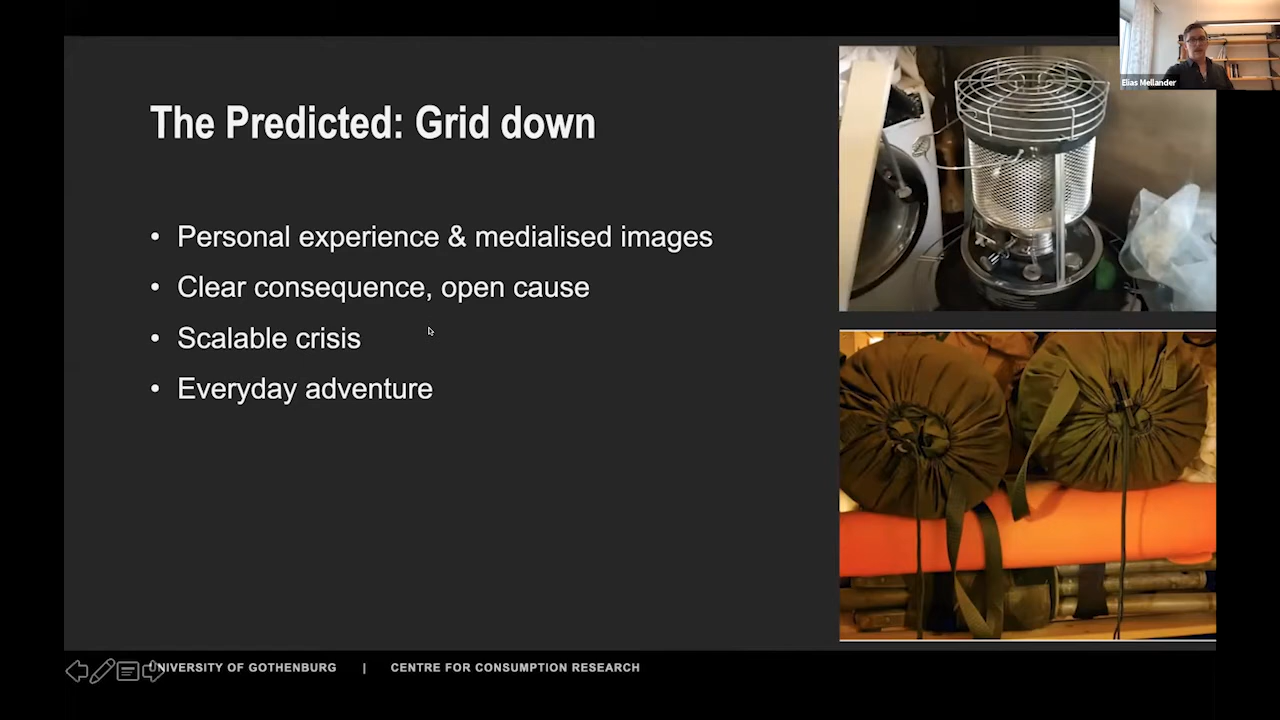 Elias Mellander
The Predicted: Grid down
• Personal experience & medialised images
• Clear consequence, open cause
• Scalable crisis
• Everyday adventure
UNIVERSITY OF GOTHENBURG | CENTRE FOR CONSUMPTION RESEARCH